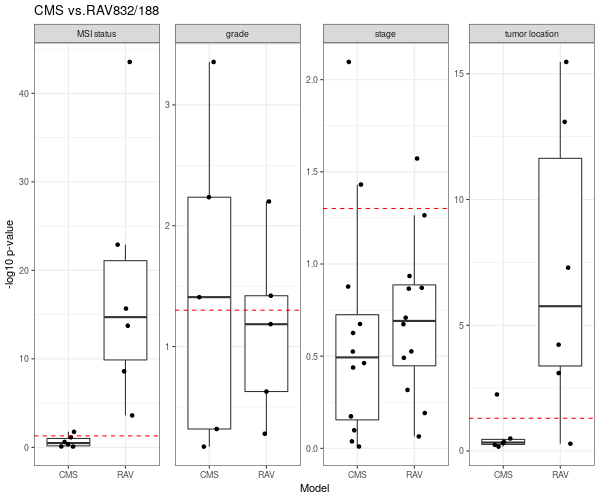 CMS vs.RAV832/188
MSI status
grade
stage
tumor location
-log10 p-value
0
10
20
30
40
1
2
3
0.0
0.5
1.0
1.5
2.0
0
5
10
15
CMS RAV
CMS RAV
CMS RAV
CMS RAV
Model